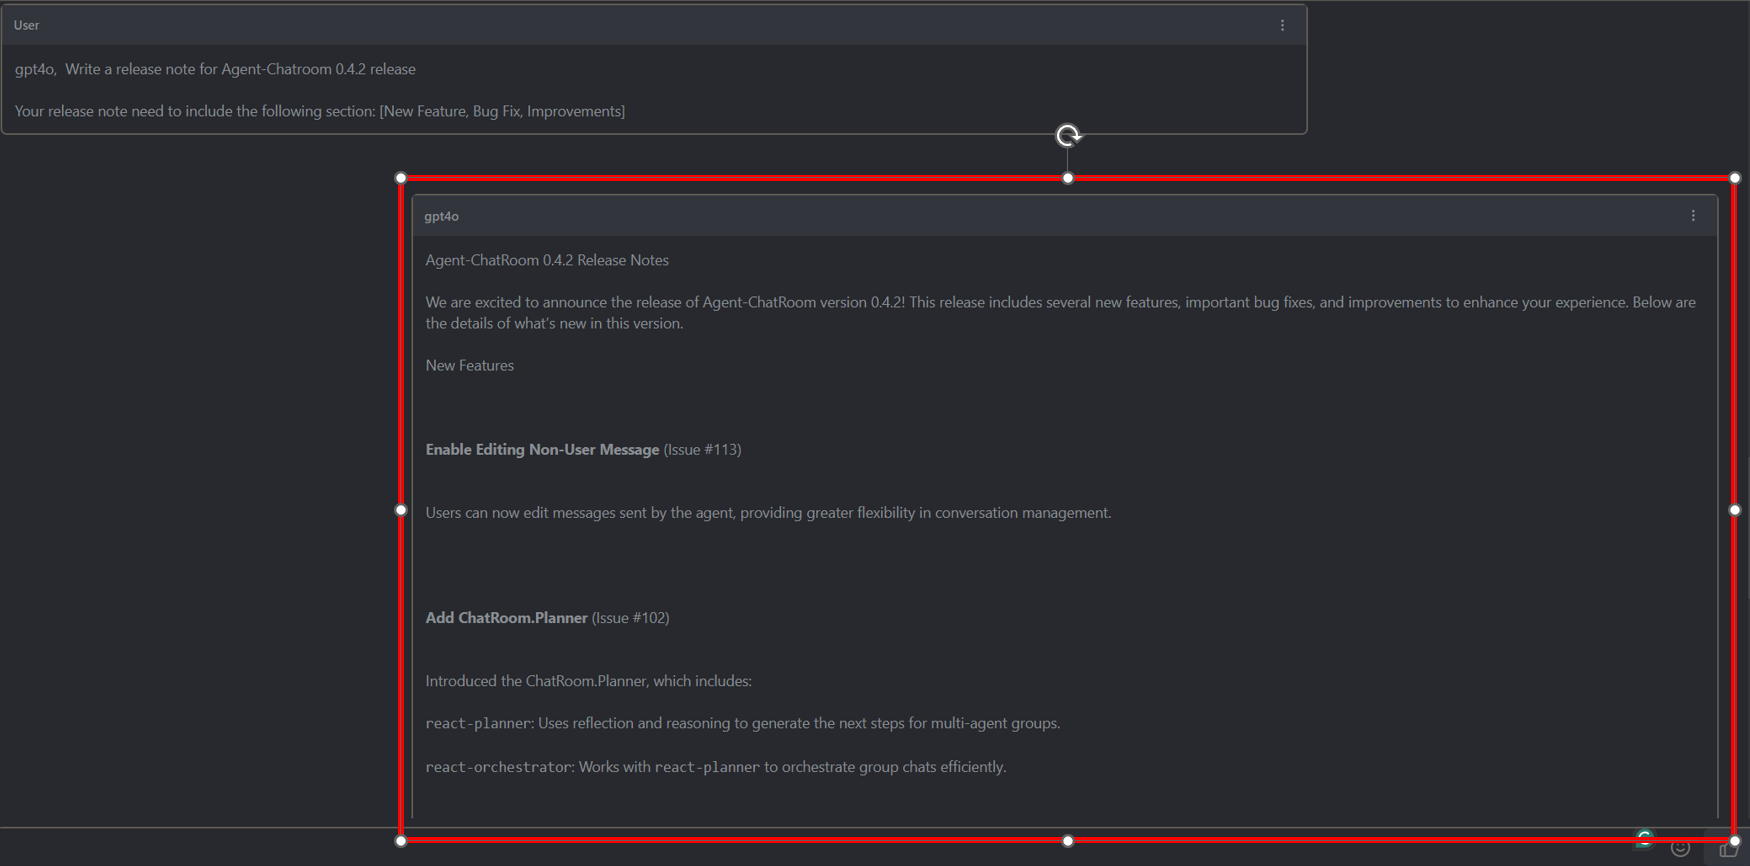 User
gpt4o,  Write a release note for Agent-Chatroom 0.4.2 release
Your release note need to include the following section: [New Feature, Bug Fix, Improvements]
gpt4o
Agent-ChatRoom 0.4.2 Release Notes
We are excited to announce the release of Agent-ChatRoom version 0.4.2! This release includes several new features, important bug fixes, and improvements to enhance your experience. Below are
the details of what's new in this version.
New Features
Enable Editing Non-User Message (Issue #113)
Users can now edit messages sent by the agent, providing greater flexibility in conversation management.
Add ChatRoom.Planner (Issue #102)
Introduced the ChatRoom.Planner, which includes:
react-planner: Uses reflection and reasoning to generate the next steps for multi-agent groups.
react-orchestrator: Works with react-planner to orchestrate group chats efficiently.